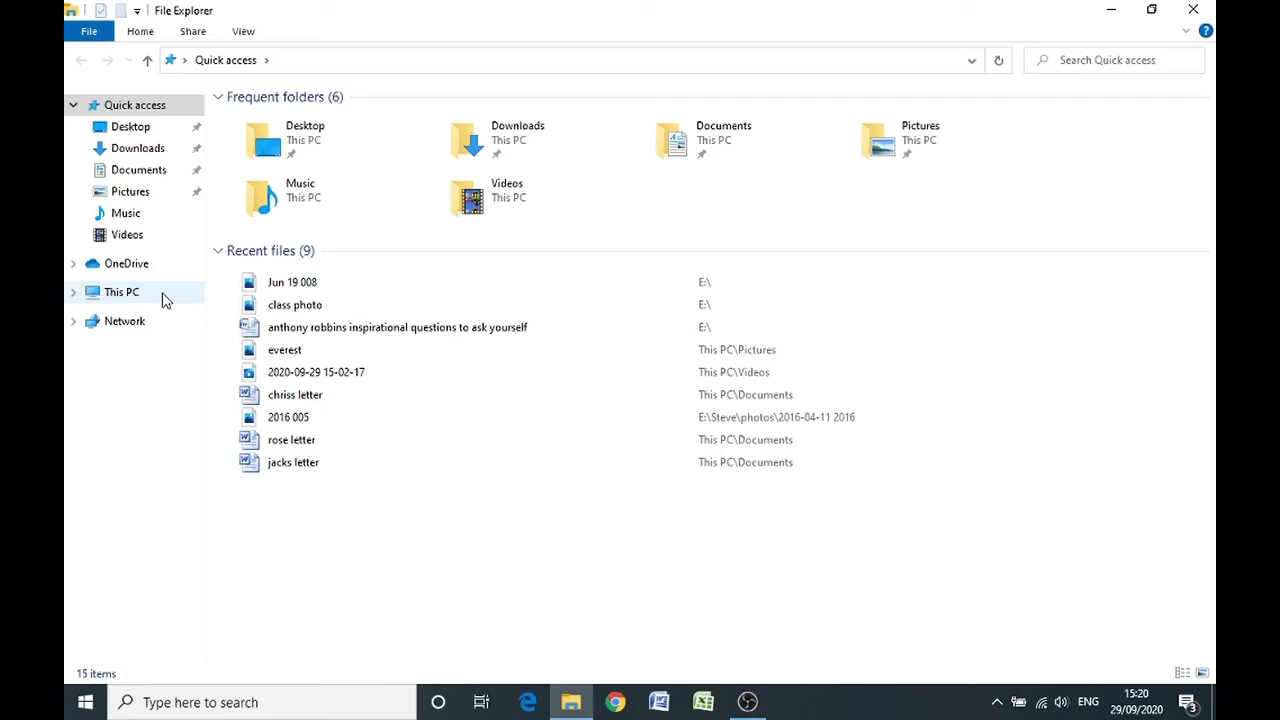 File Explorer
File Home Share View
Quick access
Search Quick access
Quick access
Desktop
Downloads
Documents
Pictures
Music
Videos
OneDrive
This PC
Network
Frequent folders (6)
Desktop
This PC
Downloads
This PC
Documents
This PC
Pictures
This PC
Music
This PC
Videos
This PC
Recent files (9)
Jun 19 008 E:\
class photo E:\
anthony robbins inspirational questions to ask yourself E:\
everest This PC\Pictures
2020-09-29 15-02-17 This PC\Videos
chriss letter This PC\Documents
2016 005 E:\Steve\photos\2016-04-11 2016
rose letter This PC\Documents
jacks letter This PC\Documents
15 items
Type here to search
ENG
15:20
29/09/2020
3